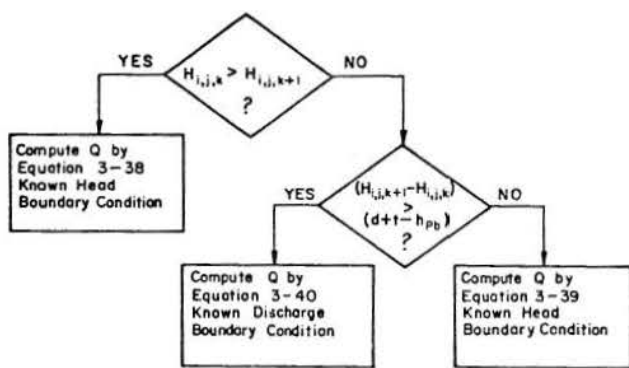 YES
H_{i,j,k} > H_{i,j,k+1}
?
NO
Compute Q by
Equation 3-38
Known Head
Boundary Condition
YES
(H_{i,j,k+1}-H_{i,j,k})
>
(d+t-h_{Pb})
?
NO
Compute Q by
Equation 3-40
Known Discharge
Boundary Condition
Compute Q by
Equation 3-39
Known Head
Boundary Condition